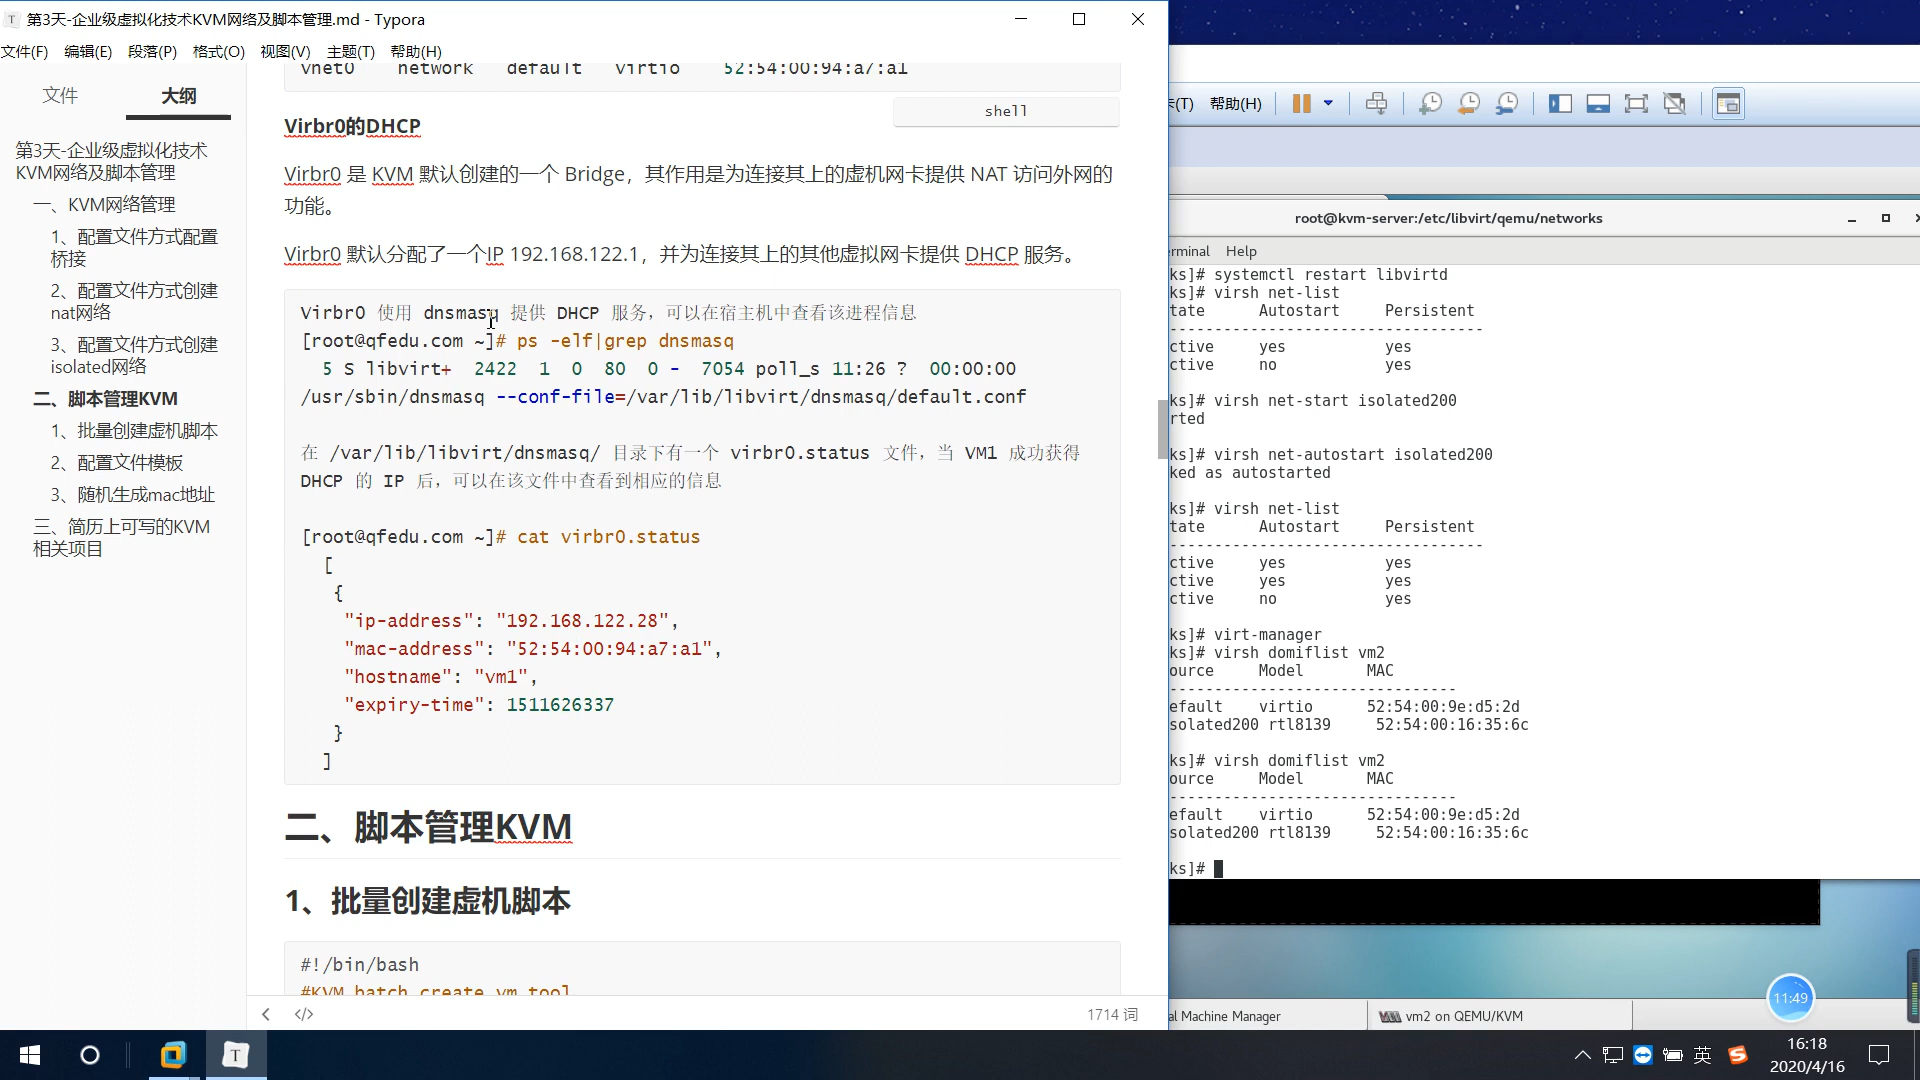 第3天-企业级虚拟化技术KVM网络及脚本管理.md - Typora
文件(F) 编辑(E) 段落(P) 格式(O) 视图(V) 主题(T) 帮助(H)
文件 大纲
第3天-企业级虚拟化技术
KVM网络及脚本管理
一、KVM网络管理
1、配置文件方式配置
桥接
2、配置文件方式创建
nat网络
3、配置文件方式创建
isolated网络
二、脚本管理KVM
1、批量创建虚机脚本
2、配置文件模板
3、随机生成mac地址
三、简历上可写的KVM
相关项目
vnet0 network default virtio 52:54:00:94:a7:a1
shell
Virbr0的DHCP
Virbr0 是 KVM 默认创建的一个 Bridge，其作用是为连接其上的虚机网卡提供 NAT 访问外网的
功能。
Virbr0 默认分配了一个IP 192.168.122.1，并为连接其上的其他虚拟网卡提供 DHCP 服务。
Virbr0 使用 dnsmasq 提供 DHCP 服务，可以在宿主机中查看该进程信息
[root@qfedu.com ~]# ps -elf|grep dnsmasq
5 S libvirt+ 2422 1 0 80 0 - 7054 poll_s 11:26 ? 00:00:00
/usr/sbin/dnsmasq --conf-file=/var/lib/libvirt/dnsmasq/default.conf
在 /var/lib/libvirt/dnsmasq/ 目录下有一个 virbr0.status 文件，当 VM1 成功获得
DHCP 的 IP 后，可以在该文件中查看到相应的信息
[root@qfedu.com ~]# cat virbr0.status
[
{
"ip-address": "192.168.122.28",
"mac-address": "52:54:00:94:a7:a1",
"hostname": "vm1",
"expiry-time": 1511626337
}
]
二、脚本管理KVM
1、批量创建虚机脚本
#!/bin/bash
#KVM batch create vm tool
</> 1714 词
(T) 帮助(H)
root@kvm-server:/etc/libvirt/qemu/networks
erminal Help
ks]# systemctl restart libvirtd
ks]# virsh net-list
tate Autostart Persistent
--------------------------------
ctive yes yes
ctive no yes
ks]# virsh net-start isolated200
rted
ks]# virsh net-autostart isolated200
ked as autostarted
ks]# virsh net-list
tate Autostart Persistent
--------------------------------
ctive yes yes
ctive yes yes
ctive no yes
ks]# virt-manager
ks]# virsh domiflist vm2
ource Model MAC
--------------------------------
efault virtio 52:54:00:9e:d5:2d
solated200 rtl8139 52:54:00:16:35:6c
ks]# virsh domiflist vm2
ource Model MAC
--------------------------------
efault virtio 52:54:00:9e:d5:2d
solated200 rtl8139 52:54:00:16:35:6c
ks]#
11:49
al Machine Manager vm2 on QEMU/KVM
英
16:18
2020/4/16